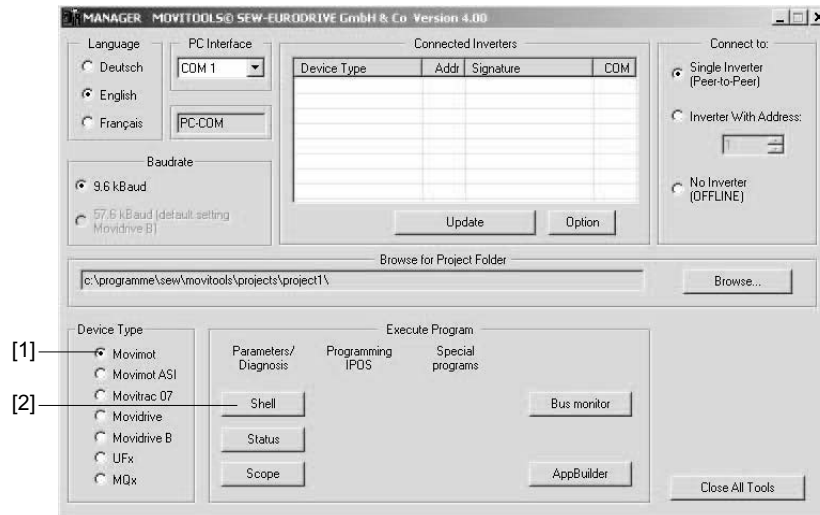 MANAGER MOVITOOLS© SEW-EURODRIVE GmbH & Co Version 4.00
Language
Deutsch
English
Français
PC Interface
COM 1
PC-COM
Baudrate
9.6 kBaud
57.6 kBaud (default setting
Movidrive B)
Connected Inverters
Device Type Addr Signature COM
Update Option
Connect to:
Single Inverter
(Peer-to-Peer)
Inverter With Address:
1
No Inverter
(OFFLINE)
Browse for Project Folder
c:\programme\sew\movitools\projects\project1\
Browse...
Device Type
[1]
Movimot
Movimot ASI
Movitrac 07
[2]
Movidrive
Movidrive B
UFx
MQx
Execute Program
Parameters/
Diagnosis
Programming
IPOS
Special
programs
Shell Bus monitor
Status
Scope AppBuilder
Close All Tools